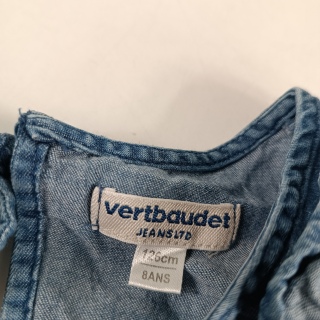 vertbaudet
JEANS LTD
126cm
8ANS